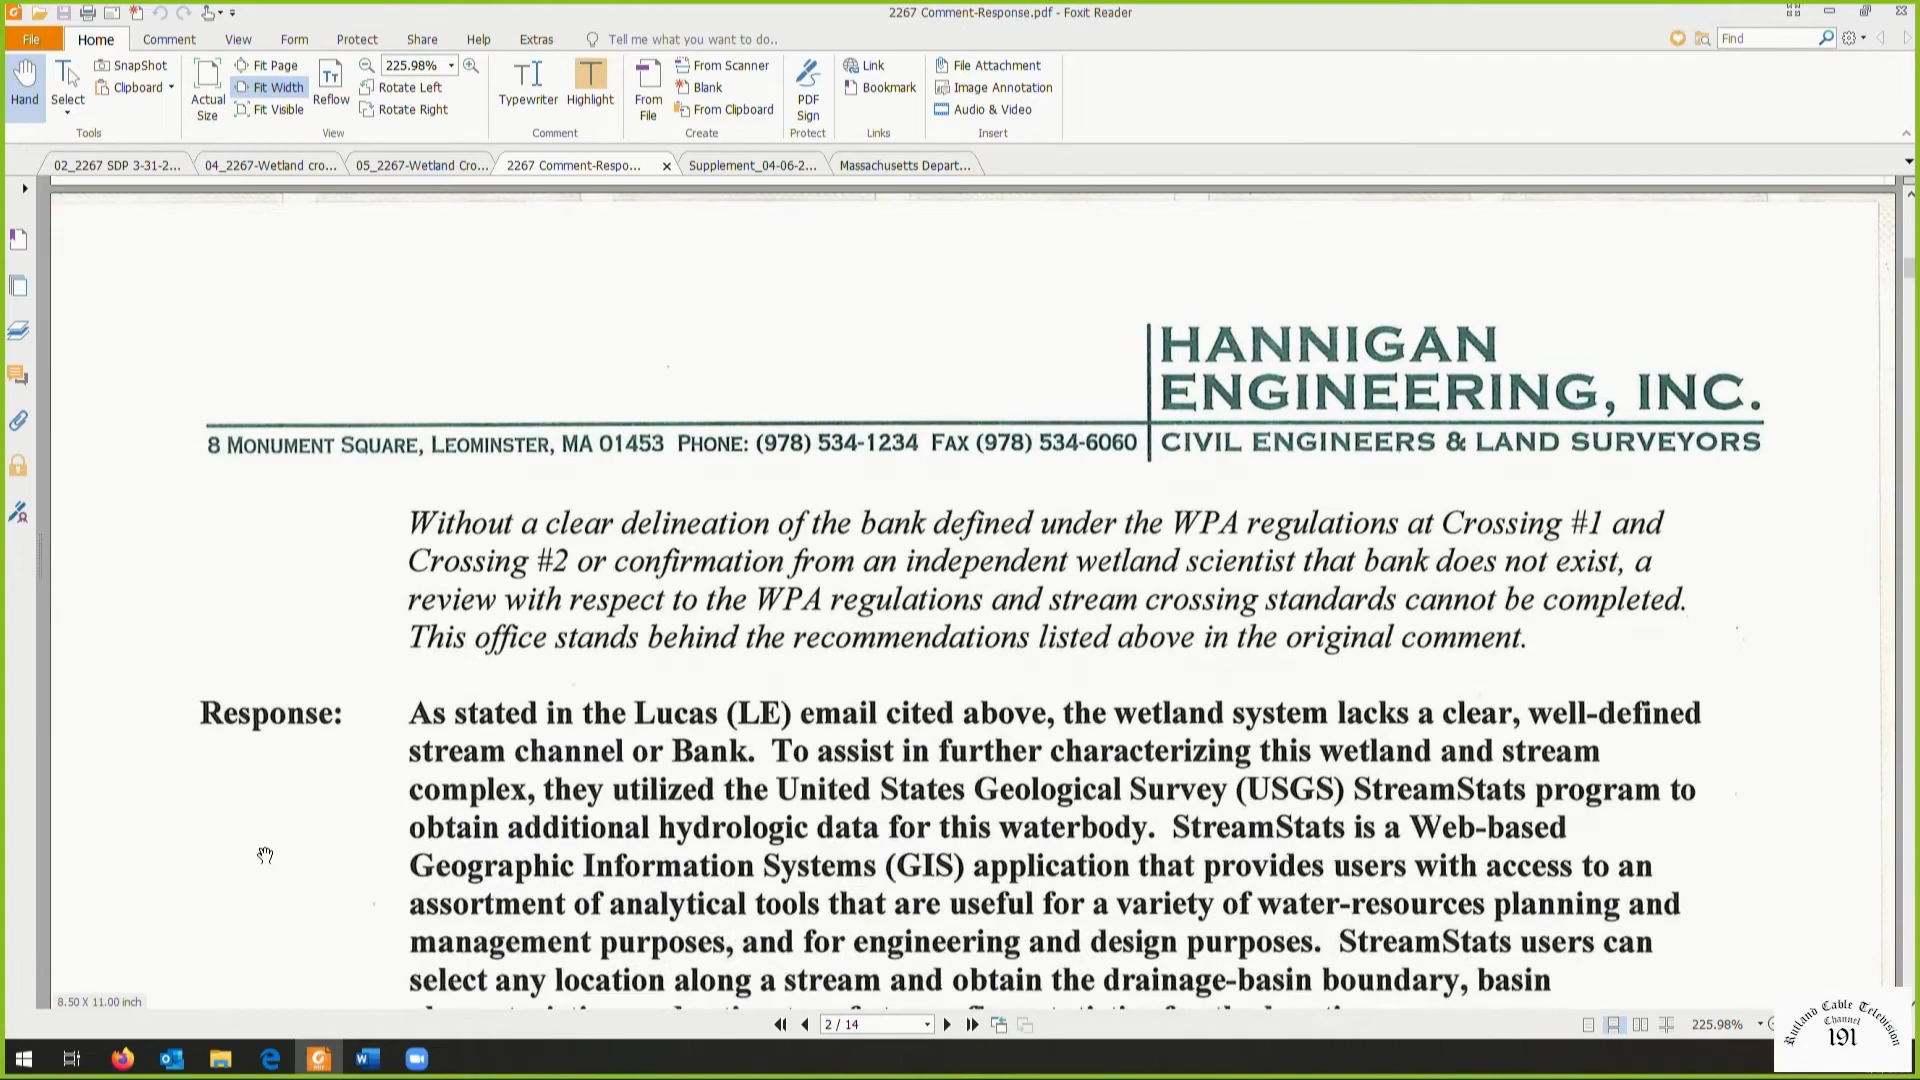 2267 Comment-Response.pdf - Foxit Reader
File Home Comment View Form Protect Share Help Extras Tell me what you want to do.. Find
Hand
Select
SnapShot
Clipboard
Tools
Actual Size
Fit Page
Fit Width
Fit Visible
Reflow
225.98%
Rotate Left
Rotate Right
View
Typewriter
Highlight
Comment
From File
From Scanner
Blank
From Clipboard
Create
PDF Sign
Protect
Link
Bookmark
Links
File Attachment
Image Annotation
Audio & Video
Insert
02_2267 SDP 3-31-2... 04_2267-Wetland cro... 05_2267-Wetland Cro... 2267 Comment-Respo... Supplement_04-06-2... Massachusetts Depart...
HANNIGAN
ENGINEERING, INC.
8 MONUMENT SQUARE, LEOMINSTER, MA 01453 PHONE: (978) 534-1234 FAX (978) 534-6060
CIVIL ENGINEERS & LAND SURVEYORS
Without a clear delineation of the bank defined under the WPA regulations at Crossing #1 and
Crossing #2 or confirmation from an independent wetland scientist that bank does not exist, a
review with respect to the WPA regulations and stream crossing standards cannot be completed.
This office stands behind the recommendations listed above in the original comment.
Response: As stated in the Lucas (LE) email cited above, the wetland system lacks a clear, well-defined
stream channel or Bank. To assist in further characterizing this wetland and stream
complex, they utilized the United States Geological Survey (USGS) StreamStats program to
obtain additional hydrologic data for this waterbody. StreamStats is a Web-based
Geographic Information Systems (GIS) application that provides users with access to an
assortment of analytical tools that are useful for a variety of water-resources planning and
management purposes, and for engineering and design purposes. StreamStats users can
select any location along a stream and obtain the drainage-basin boundary, basin
8.50 X 11.00 inch
2 / 14
225.98%
Rutland Cable Television
Channel
191